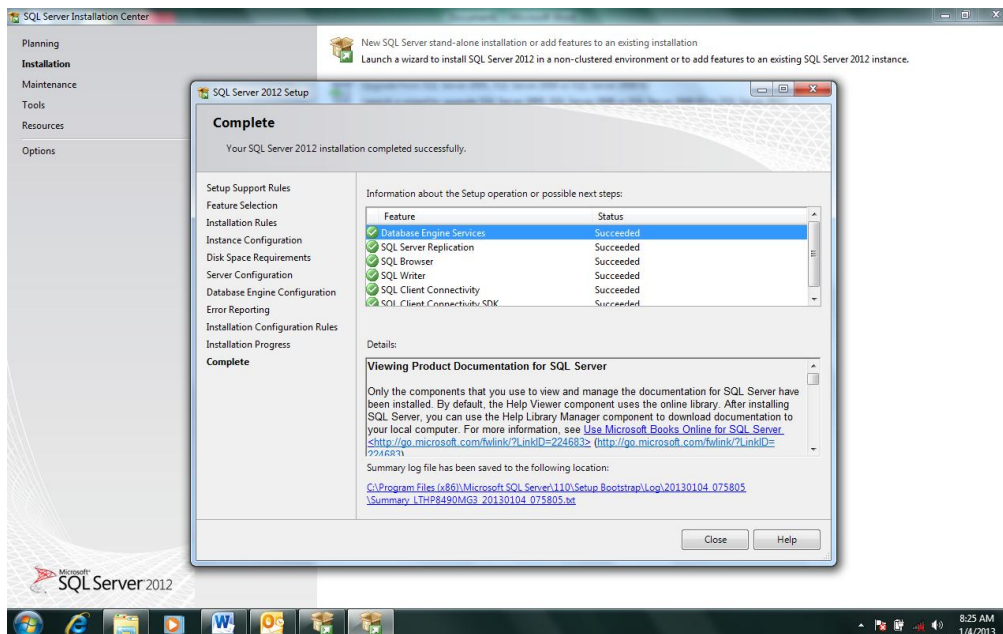 SQL Server Installation Center
Planning
Installation
Maintenance
Tools
Resources
Options
New SQL Server stand-alone installation or add features to an existing installation
Launch a wizard to install SQL Server 2012 in a non-clustered environment or to add features to an existing SQL Server 2012 instance.
SQL Server 2012 Setup
Complete
Your SQL Server 2012 installation completed successfully.
Setup Support Rules
Feature Selection
Installation Rules
Instance Configuration
Disk Space Requirements
Server Configuration
Database Engine Configuration
Error Reporting
Installation Configuration Rules
Installation Progress
Complete
Information about the Setup operation or possible next steps:
Feature Status
Database Engine Services Succeeded
SQL Server Replication Succeeded
SQL Browser Succeeded
SQL Writer Succeeded
SQL Client Connectivity Succeeded
SQL Client Connectivity SDK Succeeded
Details:
Viewing Product Documentation for SQL Server
Only the components that you use to view and manage the documentation for SQL Server have
been installed. By default, the Help Viewer component uses the online library. After installing
SQL Server, you can use the Help Library Manager component to download documentation to
your local computer. For more information, see Use Microsoft Books Online for SQL Server
<http://go.microsoft.com/fwlink/?LinkID=224683> (http://go.microsoft.com/fwlink/?LinkID=
224683)
Summary log file has been saved to the following location:
C:\Program Files (x86)\Microsoft SQL Server\110\Setup Bootstrap\Log\20130104_075805
\Summary_LTHP8490MG3_20130104_075805.txt
Close Help
Microsoft
SQL Server 2012
8:25 AM
1/4/2013